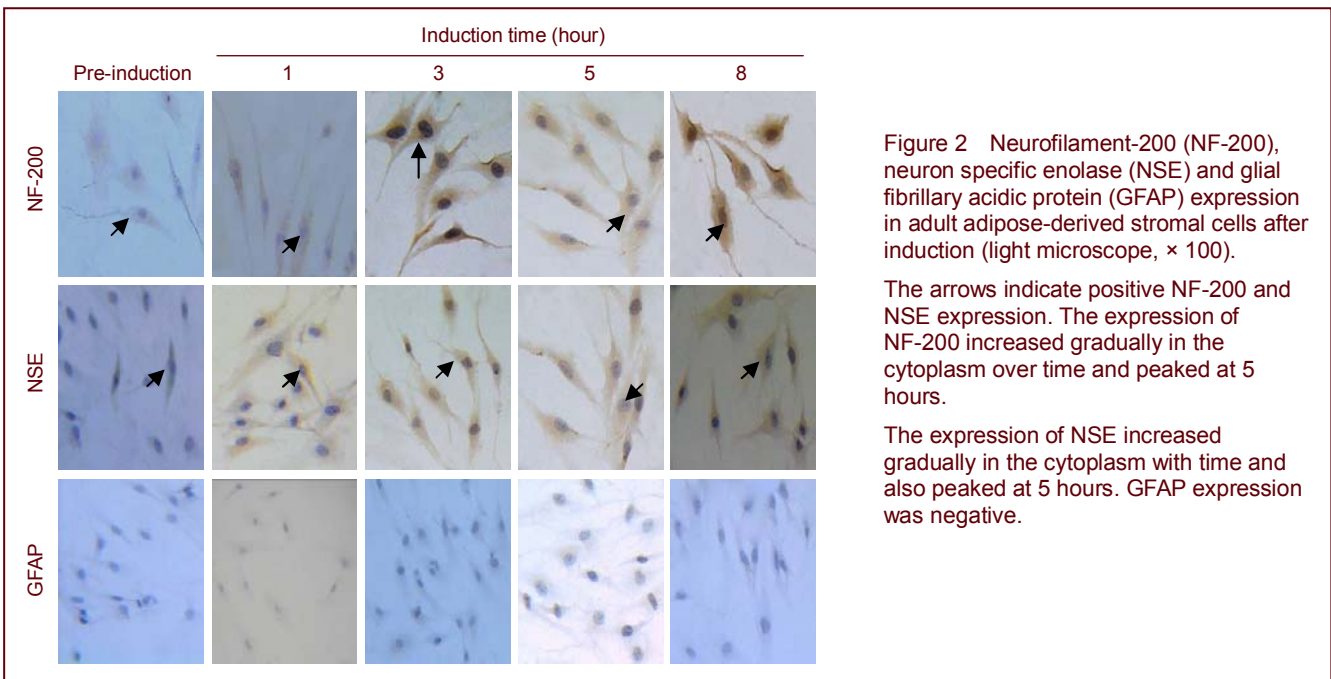 Induction time (hour)
Pre-induction 1 3 5 8
NF-200
NSE
GFAP
Figure 2 Neurofilament-200 (NF-200),
neuron specific enolase (NSE) and glial
fibrillary acidic protein (GFAP) expression
in adult adipose-derived stromal cells after
induction (light microscope, × 100).
The arrows indicate positive NF-200 and
NSE expression. The expression of
NF-200 increased gradually in the
cytoplasm over time and peaked at 5
hours.
The expression of NSE increased
gradually in the cytoplasm with time and
also peaked at 5 hours. GFAP expression
was negative.